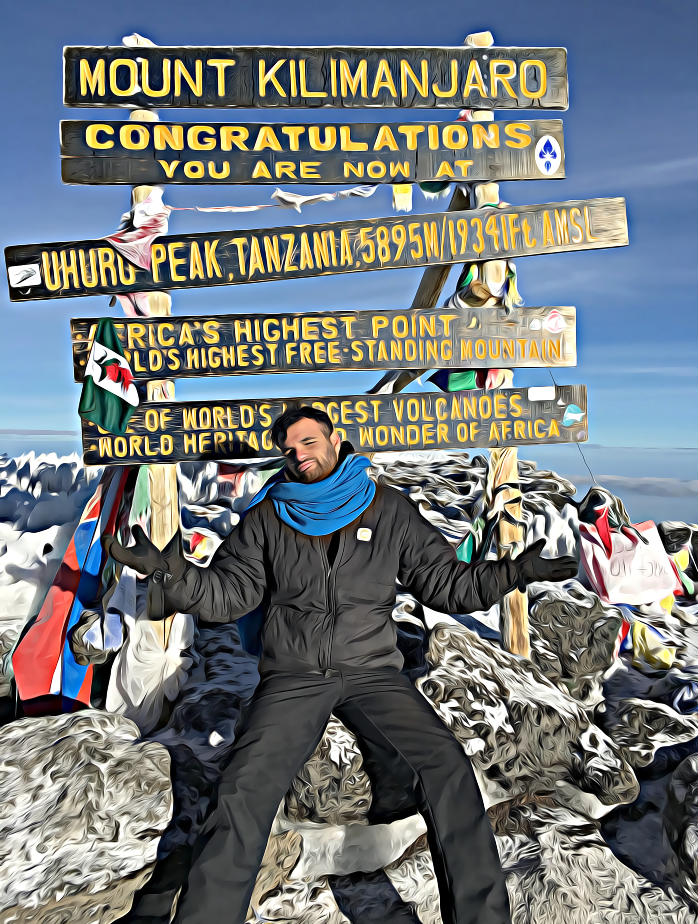 MOUNT KILIMANJARO
CONGRATULATIONS
YOU ARE NOW AT
UHURU PEAK, TANZANIA, 5895M/19341Ft AMSL
HIGHEST POINT
HIGHEST FREE-STANDING MOUNTAIN
OF WORLD'S VOLCANOES
•WORLD WONDER OF AFRICA